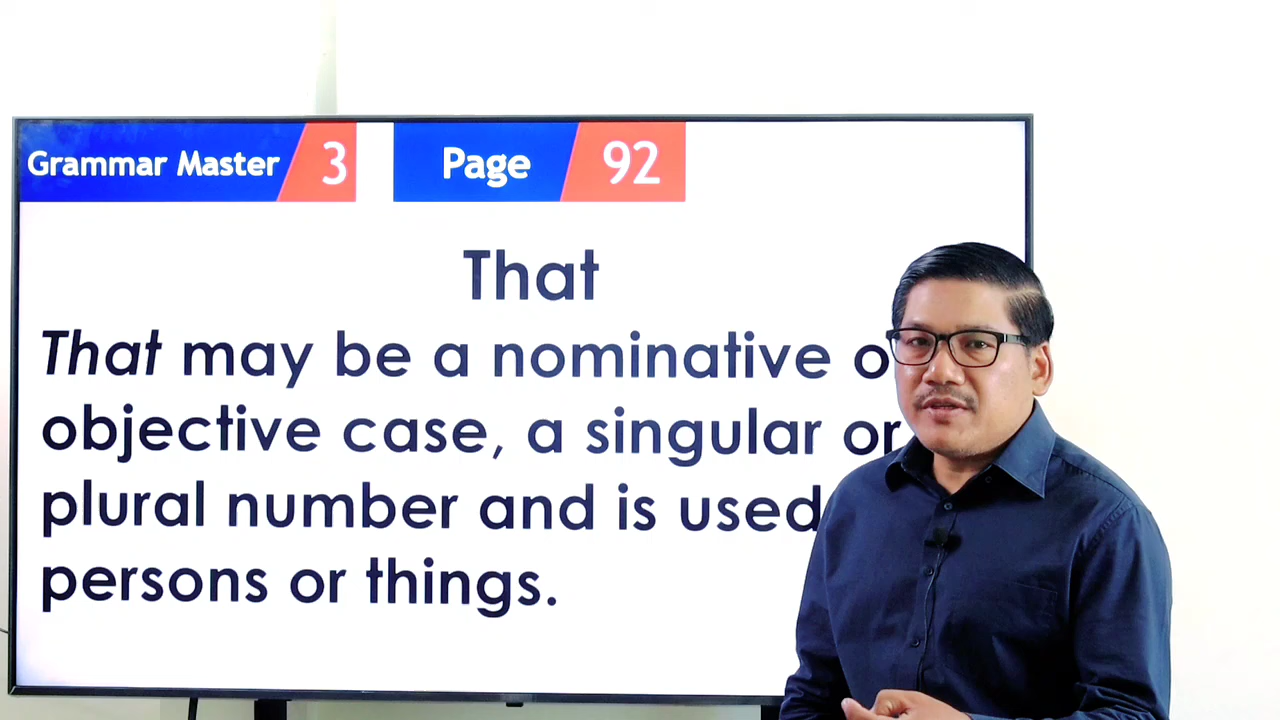 Grammar Master 3 Page 92
That
That may be a nominative
objective case, a singular or
plural number and is used
persons or things.